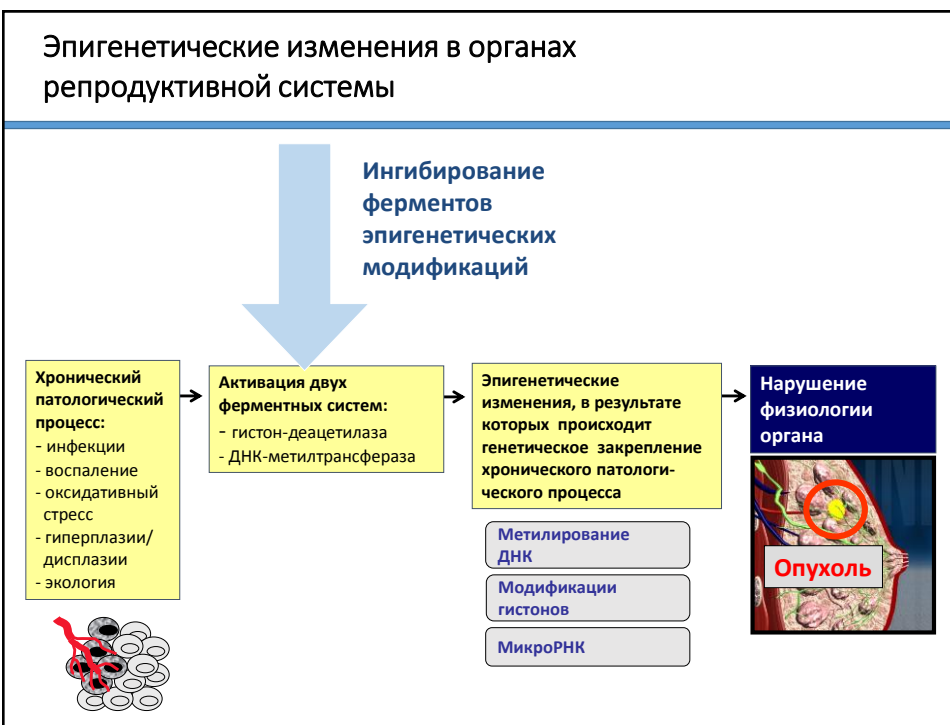 Эпигенетические изменения в органах
репродуктивной системы
Ингибирование
ферментов
эпигенетических
модификаций
Хронический
патологический
процесс:
- инфекции
- воспаление
- оксидативный
стресс
- гиперплазии/
дисплазии
- экология
Активация двух
ферментных систем:
- гистон-деацетилаза
- ДНК-метилтрансфераза
Эпигенетические
изменения, в результате
которых происходит
генетическое закрепление
хронического патологи-
ческого процесса
Метилирование
ДНК
Модификации
гистонов
МикроРНК
Нарушение
физиологии
органа
Опухоль